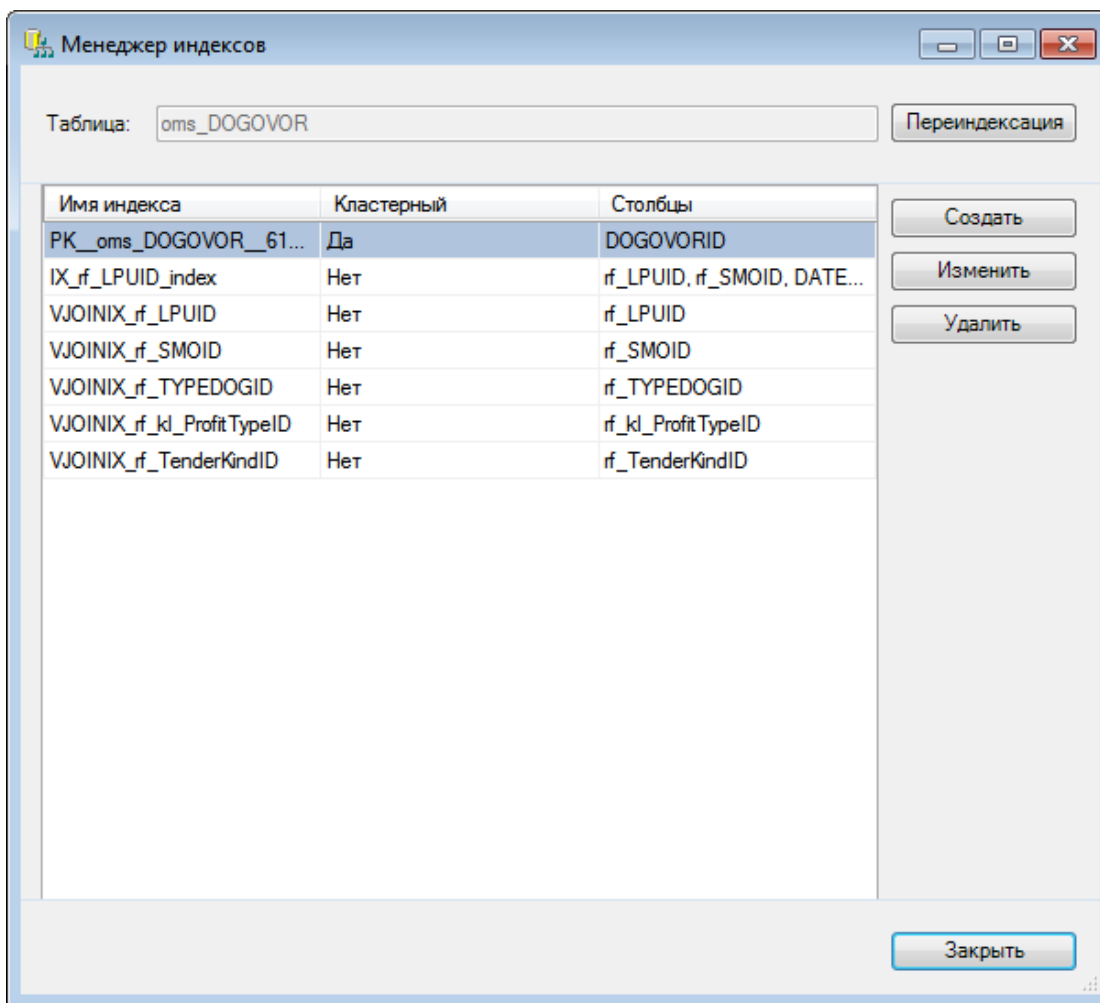 Менеджер индексов
Таблица: oms_DOGOVOR Переиндексация
Имя индекса Кластерный Столбцы
PK__oms_DOGOVOR__61... Да DOGOVORID
IX_rf_LPUID_index Нет rf_LPUID, rf_SMOID, DATE...
VJOINIX_rf_LPUID Нет rf_LPUID
VJOINIX_rf_SMOID Нет rf_SMOID
VJOINIX_rf_TYPEDOGID Нет rf_TYPEDOGID
VJOINIX_rf_kl_ProfitTypeID Нет rf_kl_ProfitTypeID
VJOINIX_rf_TenderKindID Нет rf_TenderKindID
Создать
Изменить
Удалить
Закрыть